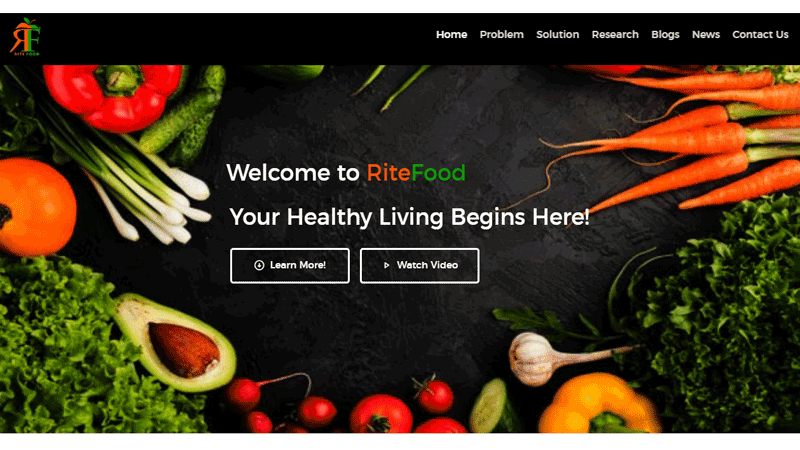 RITE FOOD
Home Problem Solution Research Blogs News Contact Us
Welcome to RiteFood
Your Healthy Living Begins Here!
Learn More! Watch Video